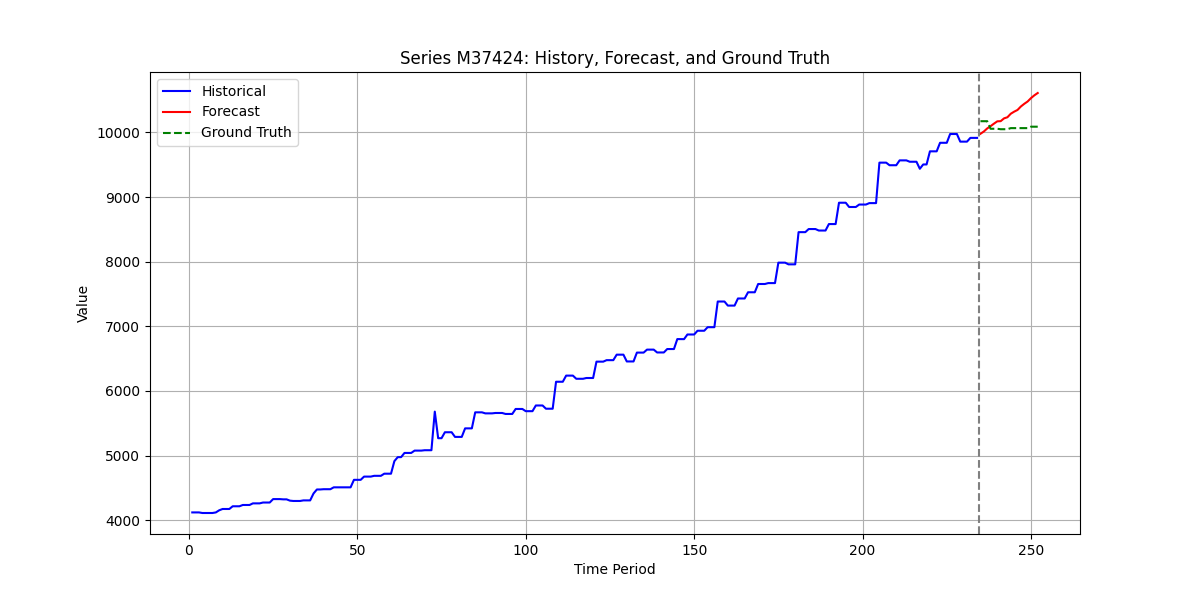 Series M37424: History, Forecast, and Ground Truth
Historical
Forecast
Ground Truth
10000
9000
8000
7000
6000
5000
4000
Value
0
50
100
150
200
250
Time Period